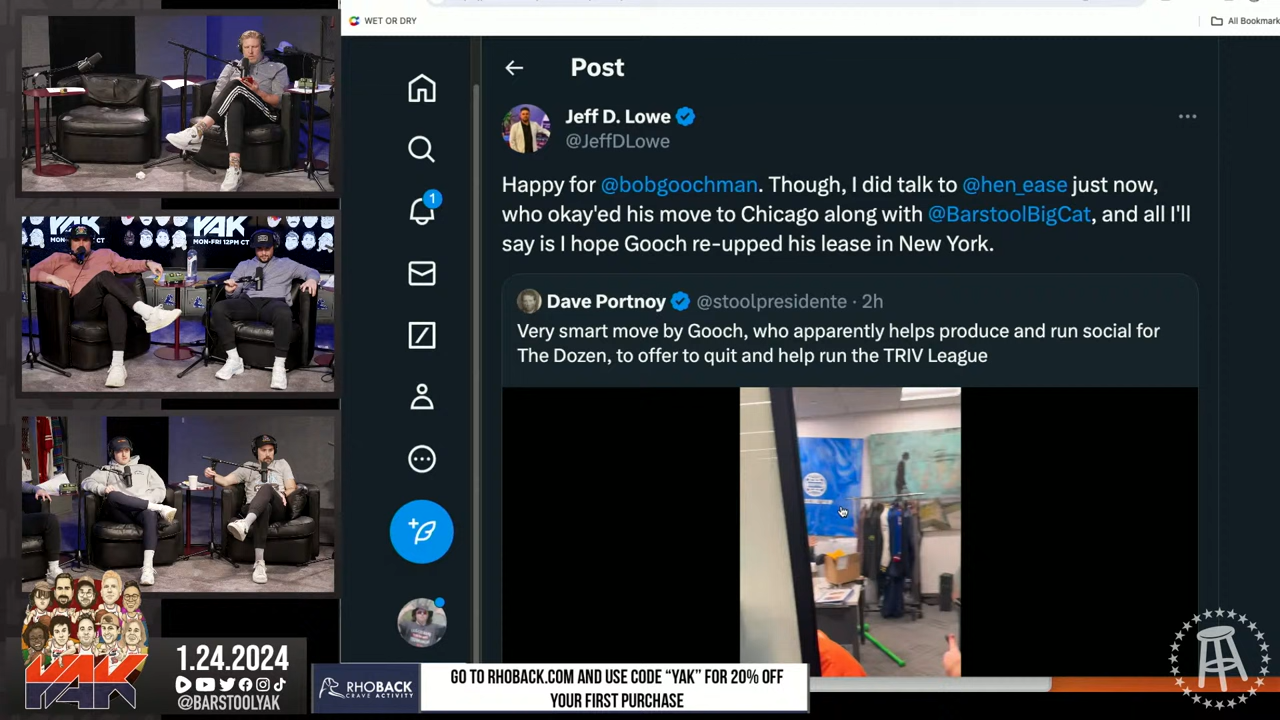 WET OR DRY
All Bookmark
Post
Jeff D. Lowe
@JeffDLowe
Happy for @bobgoochman. Though, I did talk to @hen_ease just now,
who okay'ed his move to Chicago along with @BarstoolBigCat, and all I'll
say is I hope Gooch re-upped his lease in New York.
Dave Portnoy @stoolpresidente · 2h
Very smart move by Gooch, who apparently helps produce and run social for
The Dozen, to offer to quit and help run the TRIV League
1
YAK
YAK
MON-FRI 12PM CT
YAK
1.24.2024
@BARSTOOLYAK
RHOBACK
CRAVE ACTIVITY
GO TO RHOBACK.COM AND USE CODE “YAK” FOR 20% OFF
YOUR FIRST PURCHASE